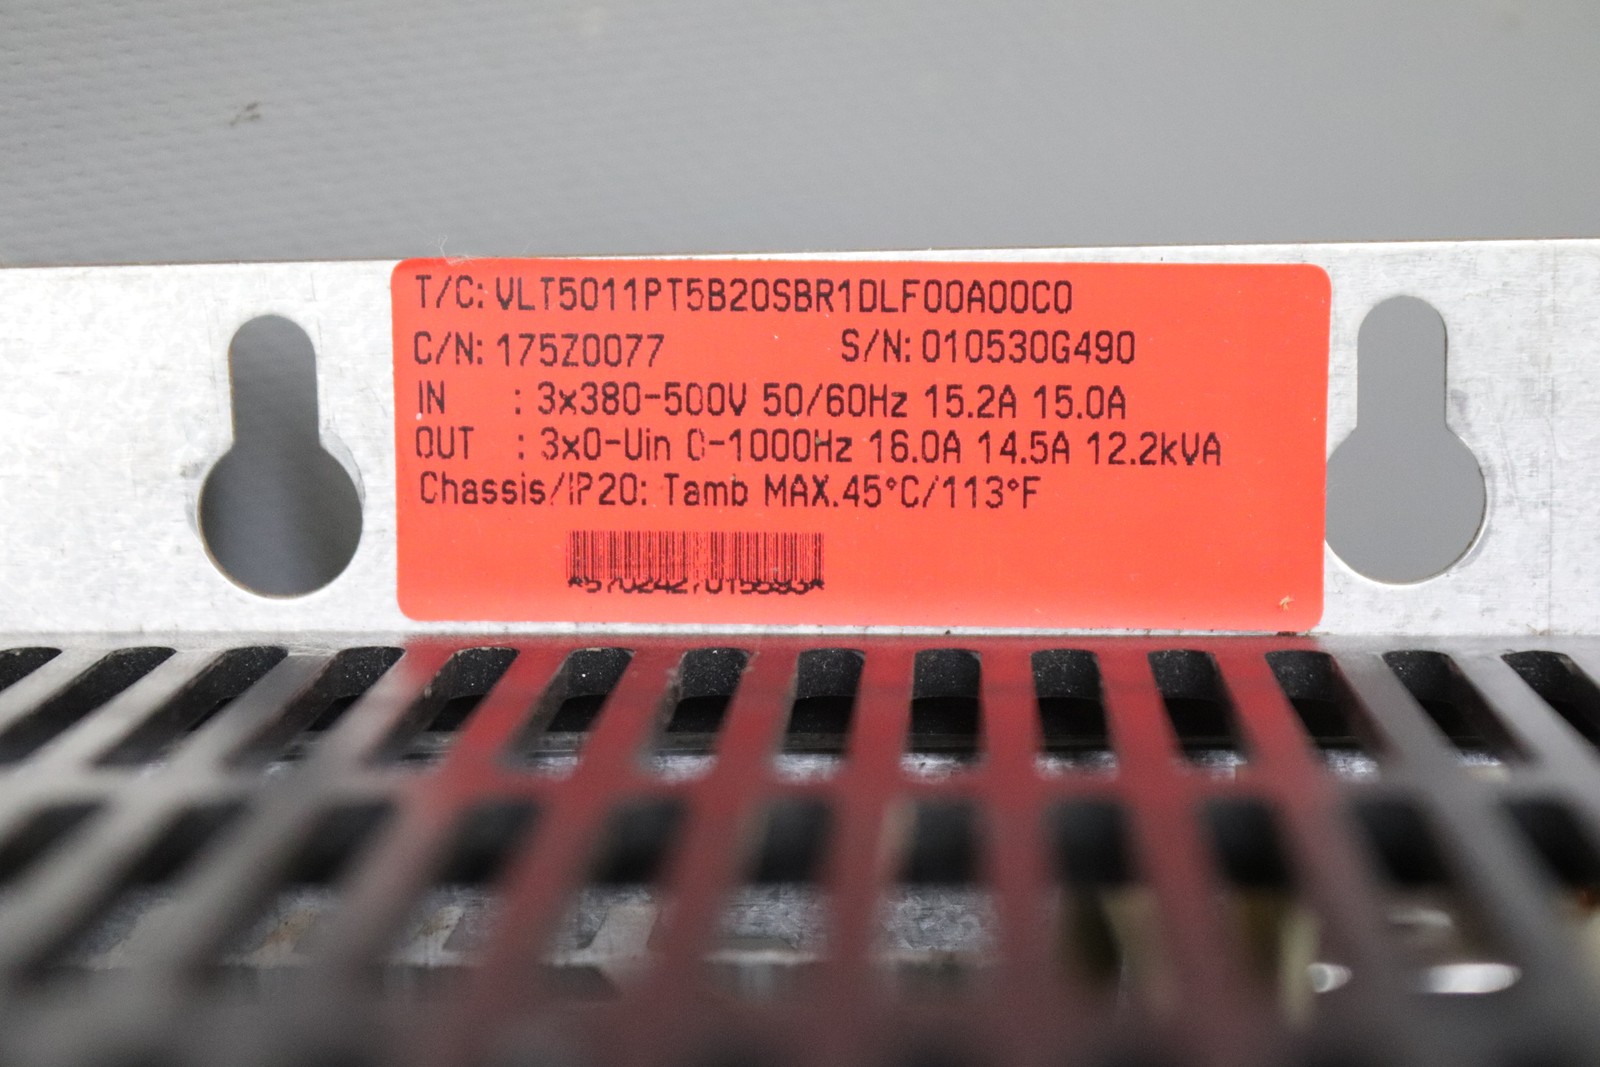 T/C: VLT5011PT5B20SBR1DLF00A00C0
C/N: 175Z0077 S/N: 010530G490
IN : 3x380-500V 50/60Hz 15.2A 15.0A
OUT : 3x0-Uin 0-1000Hz 16.0A 14.5A 12.2kVA
Chassis/IP20: Tamb MAX.45°C/113°F